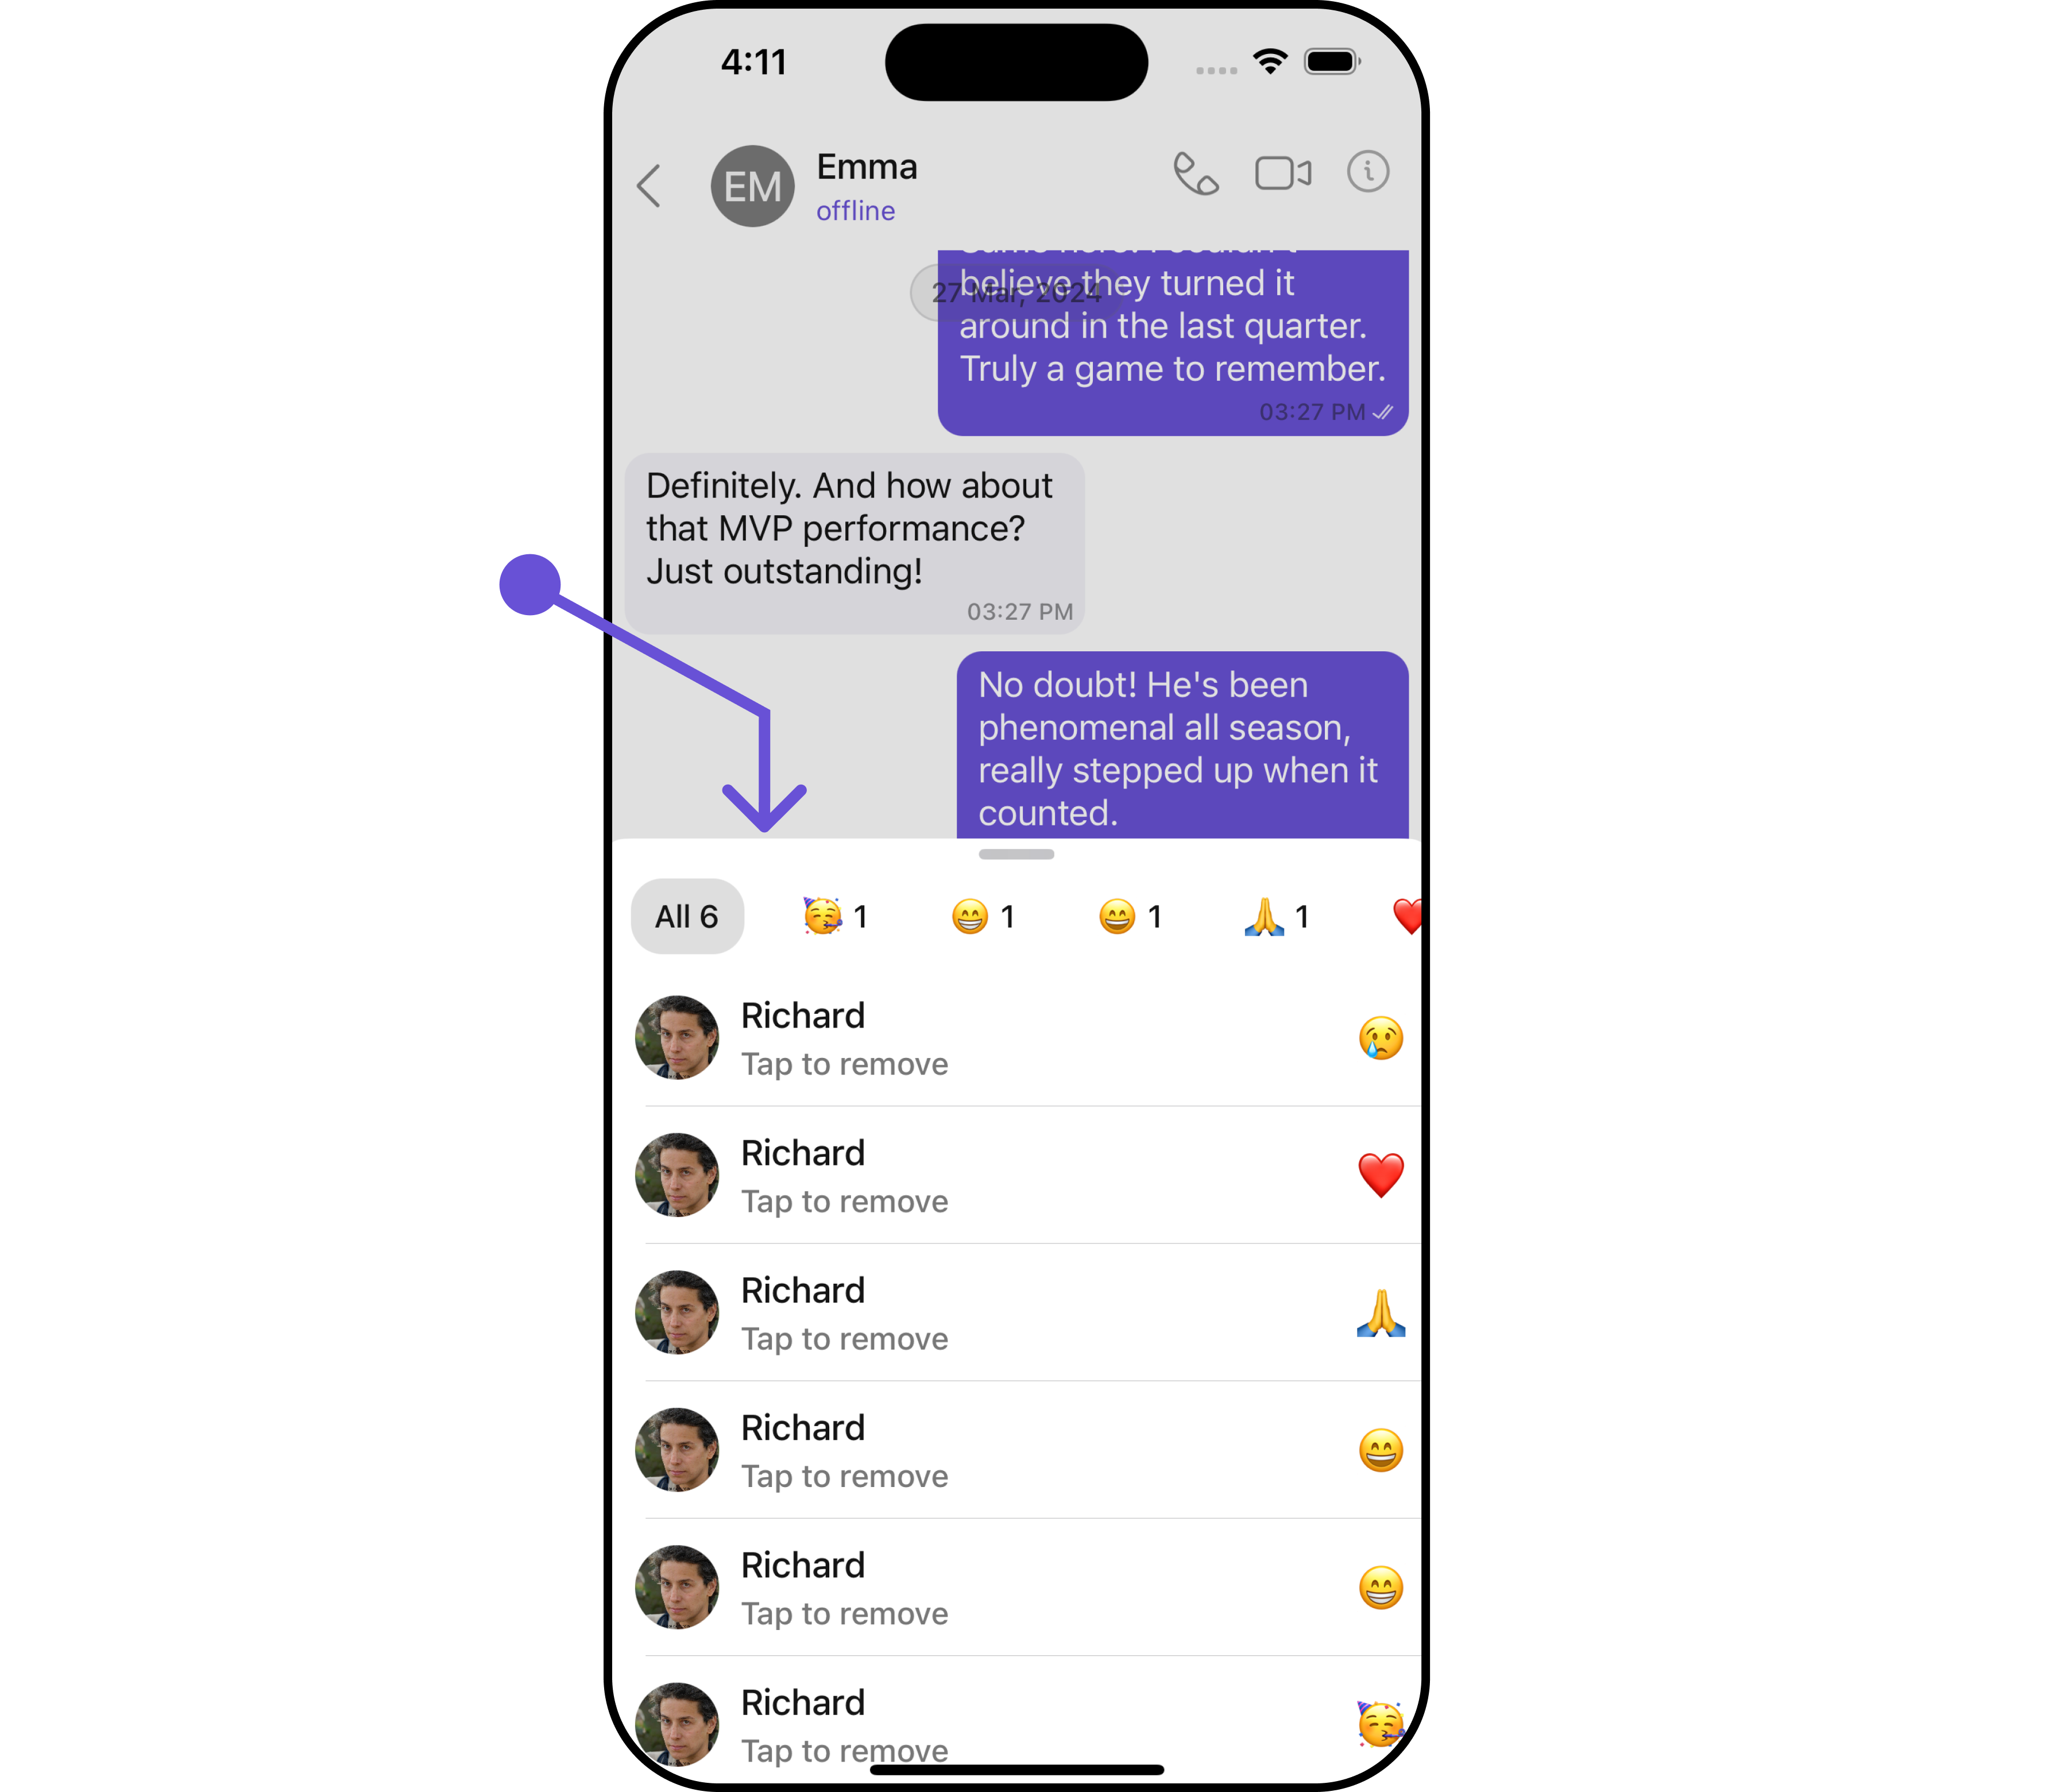 4:11
EM
Emma
offline
believe they turned it
27 Mar, 2024
around in the last quarter.
Truly a game to remember.
03:27 PM
Definitely. And how about
that MVP performance?
Just outstanding!
03:27 PM
No doubt! He's been
phenomenal all season,
really stepped up when it
counted.
All 6
1
1
1
1
Richard
Tap to remove
Richard
Tap to remove
Richard
Tap to remove
Richard
Tap to remove
Richard
Tap to remove
Richard
Tap to remove